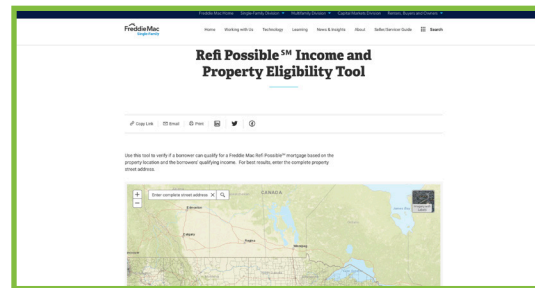 Freddie Mac Home Single-Family Division Multifamily Division Capital Markets Division Renters, Buyers and Owners
Freddie Mac
Single-Family
Home Working with Us Technology Learning News & Insights About Seller/Servicer Guide Search
Refi Possible℠ Income and
Property Eligibility Tool
Copy Link Email Print
Use this tool to verify if a borrower can qualify for a Freddie Mac Refi Possible℠ mortgage based on the
property location and the borrowers' qualifying income. For best results, enter the complete property
street address.
+ Enter complete street address
−
CANADA
Edmonton
Calgary
Regina
Winnipeg